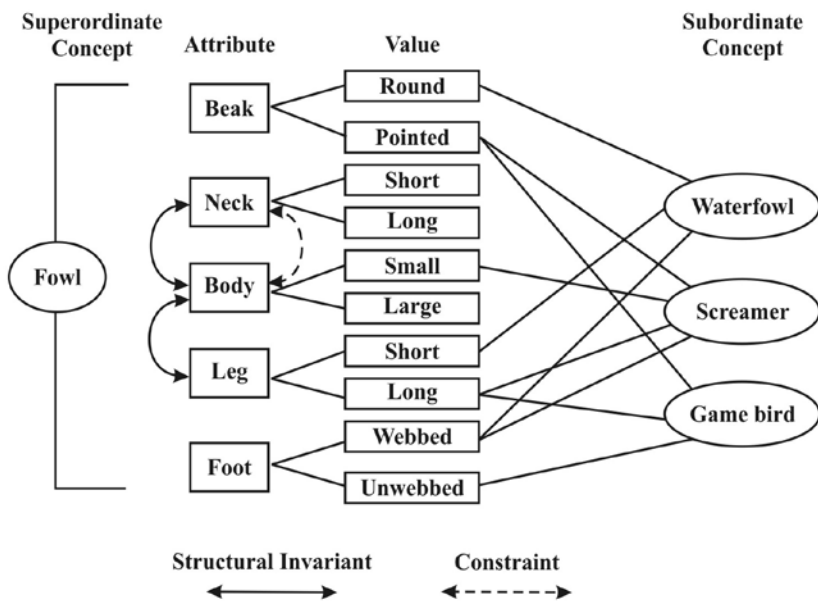 Superordinate
Concept
Attribute
Value
Subordinate
Concept
Fowl
Beak
Neck
Body
Leg
Foot
Round
Pointed
Short
Long
Small
Large
Short
Long
Webbed
Unwebbed
Waterfowl
Screamer
Game bird
Structural Invariant
Constraint